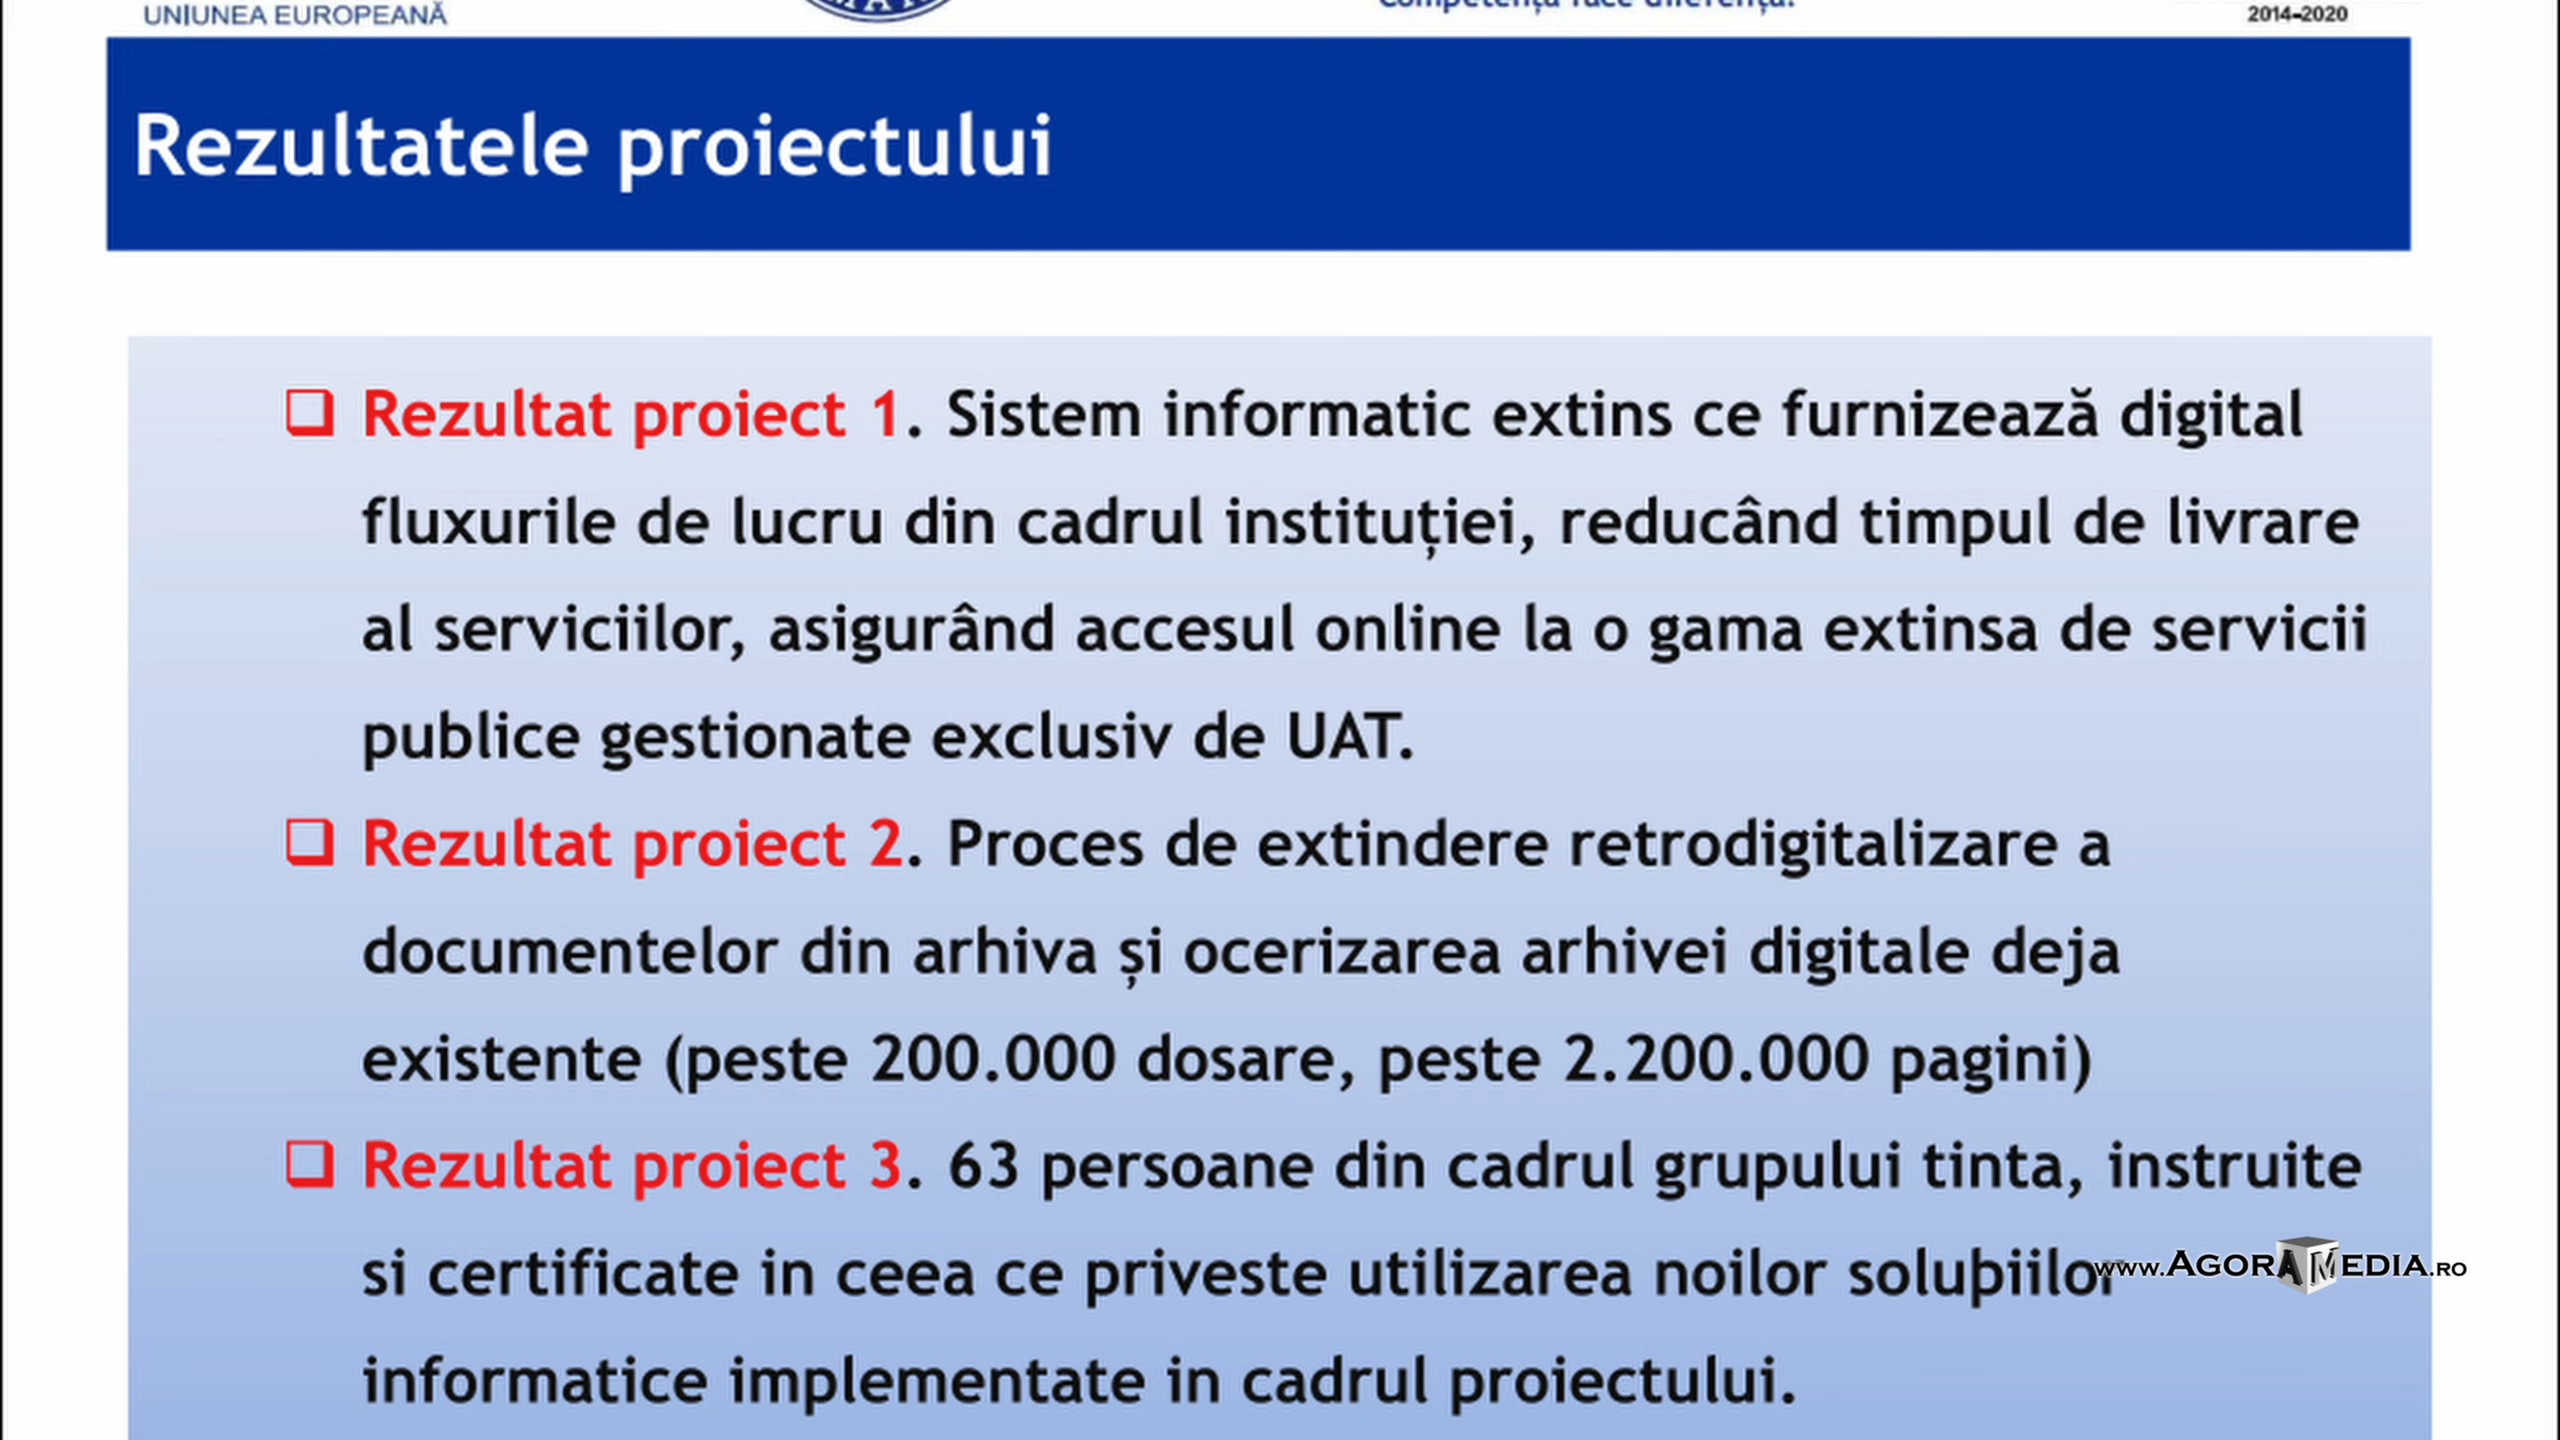 UNIUNEA EUROPEANĂ
Competența face diferența!
2014-2020
Rezultatele proiectului
❑ Rezultat proiect 1. Sistem informatic extins ce furnizează digital
fluxurile de lucru din cadrul instituției, reducând timpul de livrare
al serviciilor, asigurând accesul online la o gama extinsa de servicii
publice gestionate exclusiv de UAT.
❑ Rezultat proiect 2. Proces de extindere retrodigitalizare a
documentelor din arhiva și ocerizarea arhivei digitale deja
existente (peste 200.000 dosare, peste 2.200.000 pagini)
❑ Rezultat proiect 3. 63 persoane din cadrul grupului tinta, instruite
si certificate in ceea ce priveste utilizarea noilor soluþiilor
www.AGORAMEDIA.RO
informatice implementate in cadrul proiectului.